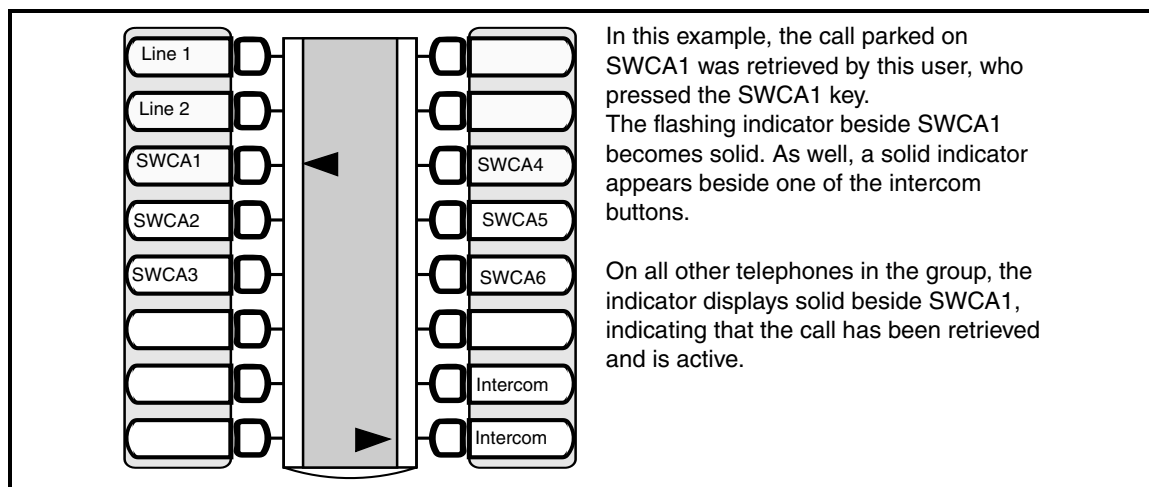 Line 1
Line 2
SWCA1
SWCA2
SWCA3
SWCA4
SWCA5
SWCA6
Intercom
Intercom
In this example, the call parked on
SWCA1 was retrieved by this user, who
pressed the SWCA1 key.
The flashing indicator beside SWCA1
becomes solid. As well, a solid indicator
appears beside one of the intercom
buttons.
On all other telephones in the group, the
indicator displays solid beside SWCA1,
indicating that the call has been retrieved
and is active.